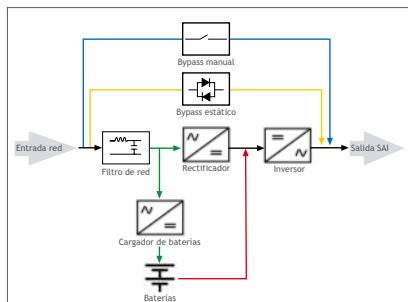 Bypass manual
Bypass estático
Entrada red
Filtro de red
Rectificador
Inversor
Salida SAI
Cargador de baterías
Baterías